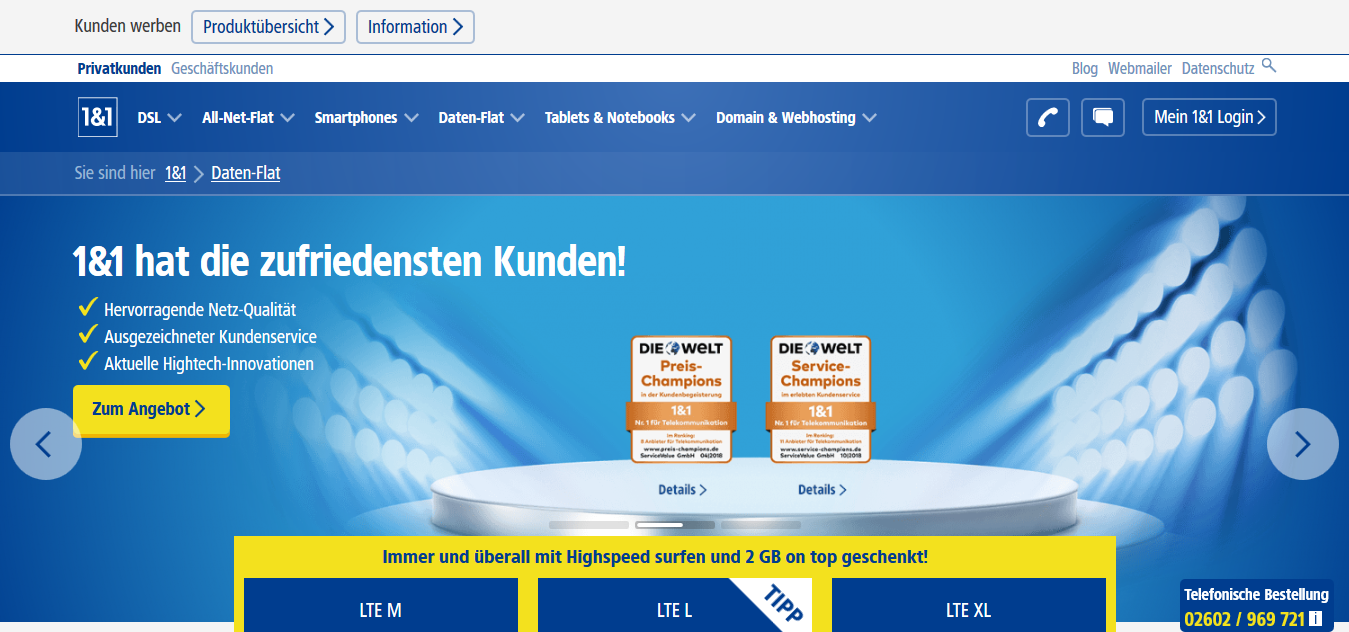 Kunden werben Produktübersicht Information
Privatkunden Geschäftskunden Blog Webmailer Datenschutz
1&1 DSL All-Net-Flat Smartphones Daten-Flat Tablets & Notebooks Domain & Webhosting Mein 1&1 Login
Sie sind hier 1&1 Daten-Flat
1&1 hat die zufriedensten Kunden!
Hervorragende Netz-Qualität
Ausgezeichneter Kundenservice
Aktuelle Hightech-Innovationen
Zum Angebot
DIE WELT
Preis-
Champions
in der Kundenbegeisterung
1&1
Nr. 1 für Telekommunikation
Im Ranking:
8 Anbieter für Telekommunikation
www.preis-champions.de
ServiceValue GmbH 04|2018
Details
DIE WELT
Service-
Champions
im erlebten Kundenservice
1&1
Nr. 1 für Telekommunikation
Im Ranking:
11 Anbieter für Telekommunikation
www.service-champions.de
ServiceValue GmbH 10|2018
Details
Immer und überall mit Highspeed surfen und 2 GB on top geschenkt!
LTE M LTE L TIPP LTE XL
Telefonische Bestellung
02602 / 969 721 i